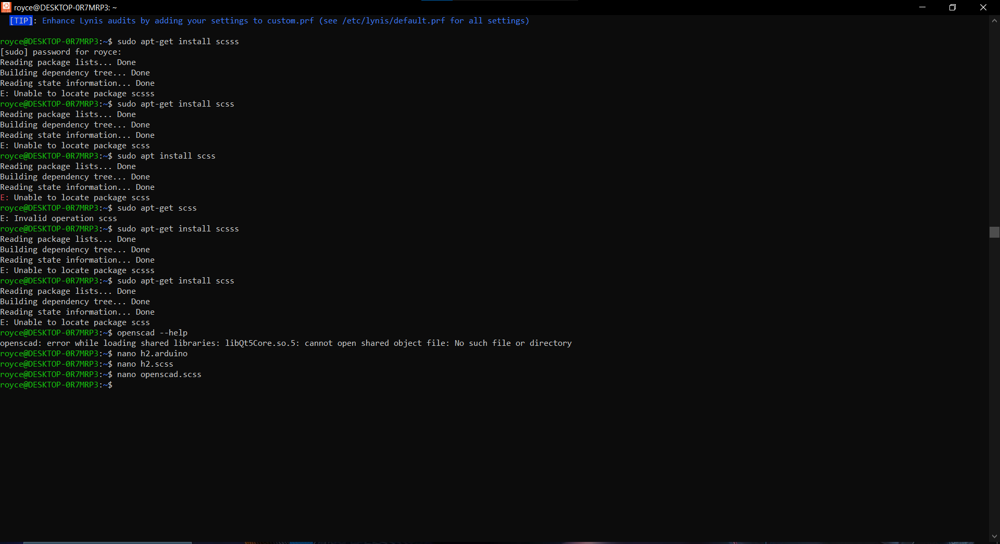 royce@DESKTOP-0R7MRP3: ~
[TIP]: Enhance Lynis audits by adding your settings to custom.prf (see /etc/lynis/default.prf for all settings)
royce@DESKTOP-0R7MRP3:~$ sudo apt-get install scsss
[sudo] password for royce:
Reading package lists... Done
Building dependency tree... Done
Reading state information... Done
E: Unable to locate package scsss
royce@DESKTOP-0R7MRP3:~$ sudo apt-get install scss
Reading package lists... Done
Building dependency tree... Done
Reading state information... Done
E: Unable to locate package scss
royce@DESKTOP-0R7MRP3:~$ sudo apt install scss
Reading package lists... Done
Building dependency tree... Done
Reading state information... Done
E: Unable to locate package scss
royce@DESKTOP-0R7MRP3:~$ sudo apt-get scss
E: Invalid operation scss
royce@DESKTOP-0R7MRP3:~$ sudo apt-get install scsss
Reading package lists... Done
Building dependency tree... Done
Reading state information... Done
E: Unable to locate package scsss
royce@DESKTOP-0R7MRP3:~$ sudo apt-get install scss
Reading package lists... Done
Building dependency tree... Done
Reading state information... Done
E: Unable to locate package scss
royce@DESKTOP-0R7MRP3:~$ openscad --help
openscad: error while loading shared libraries: libQt5Core.so.5: cannot open shared object file: No such file or directory
royce@DESKTOP-0R7MRP3:~$ nano h2.arduino
royce@DESKTOP-0R7MRP3:~$ nano h2.scss
royce@DESKTOP-0R7MRP3:~$ nano openscad.scss
royce@DESKTOP-0R7MRP3:~$